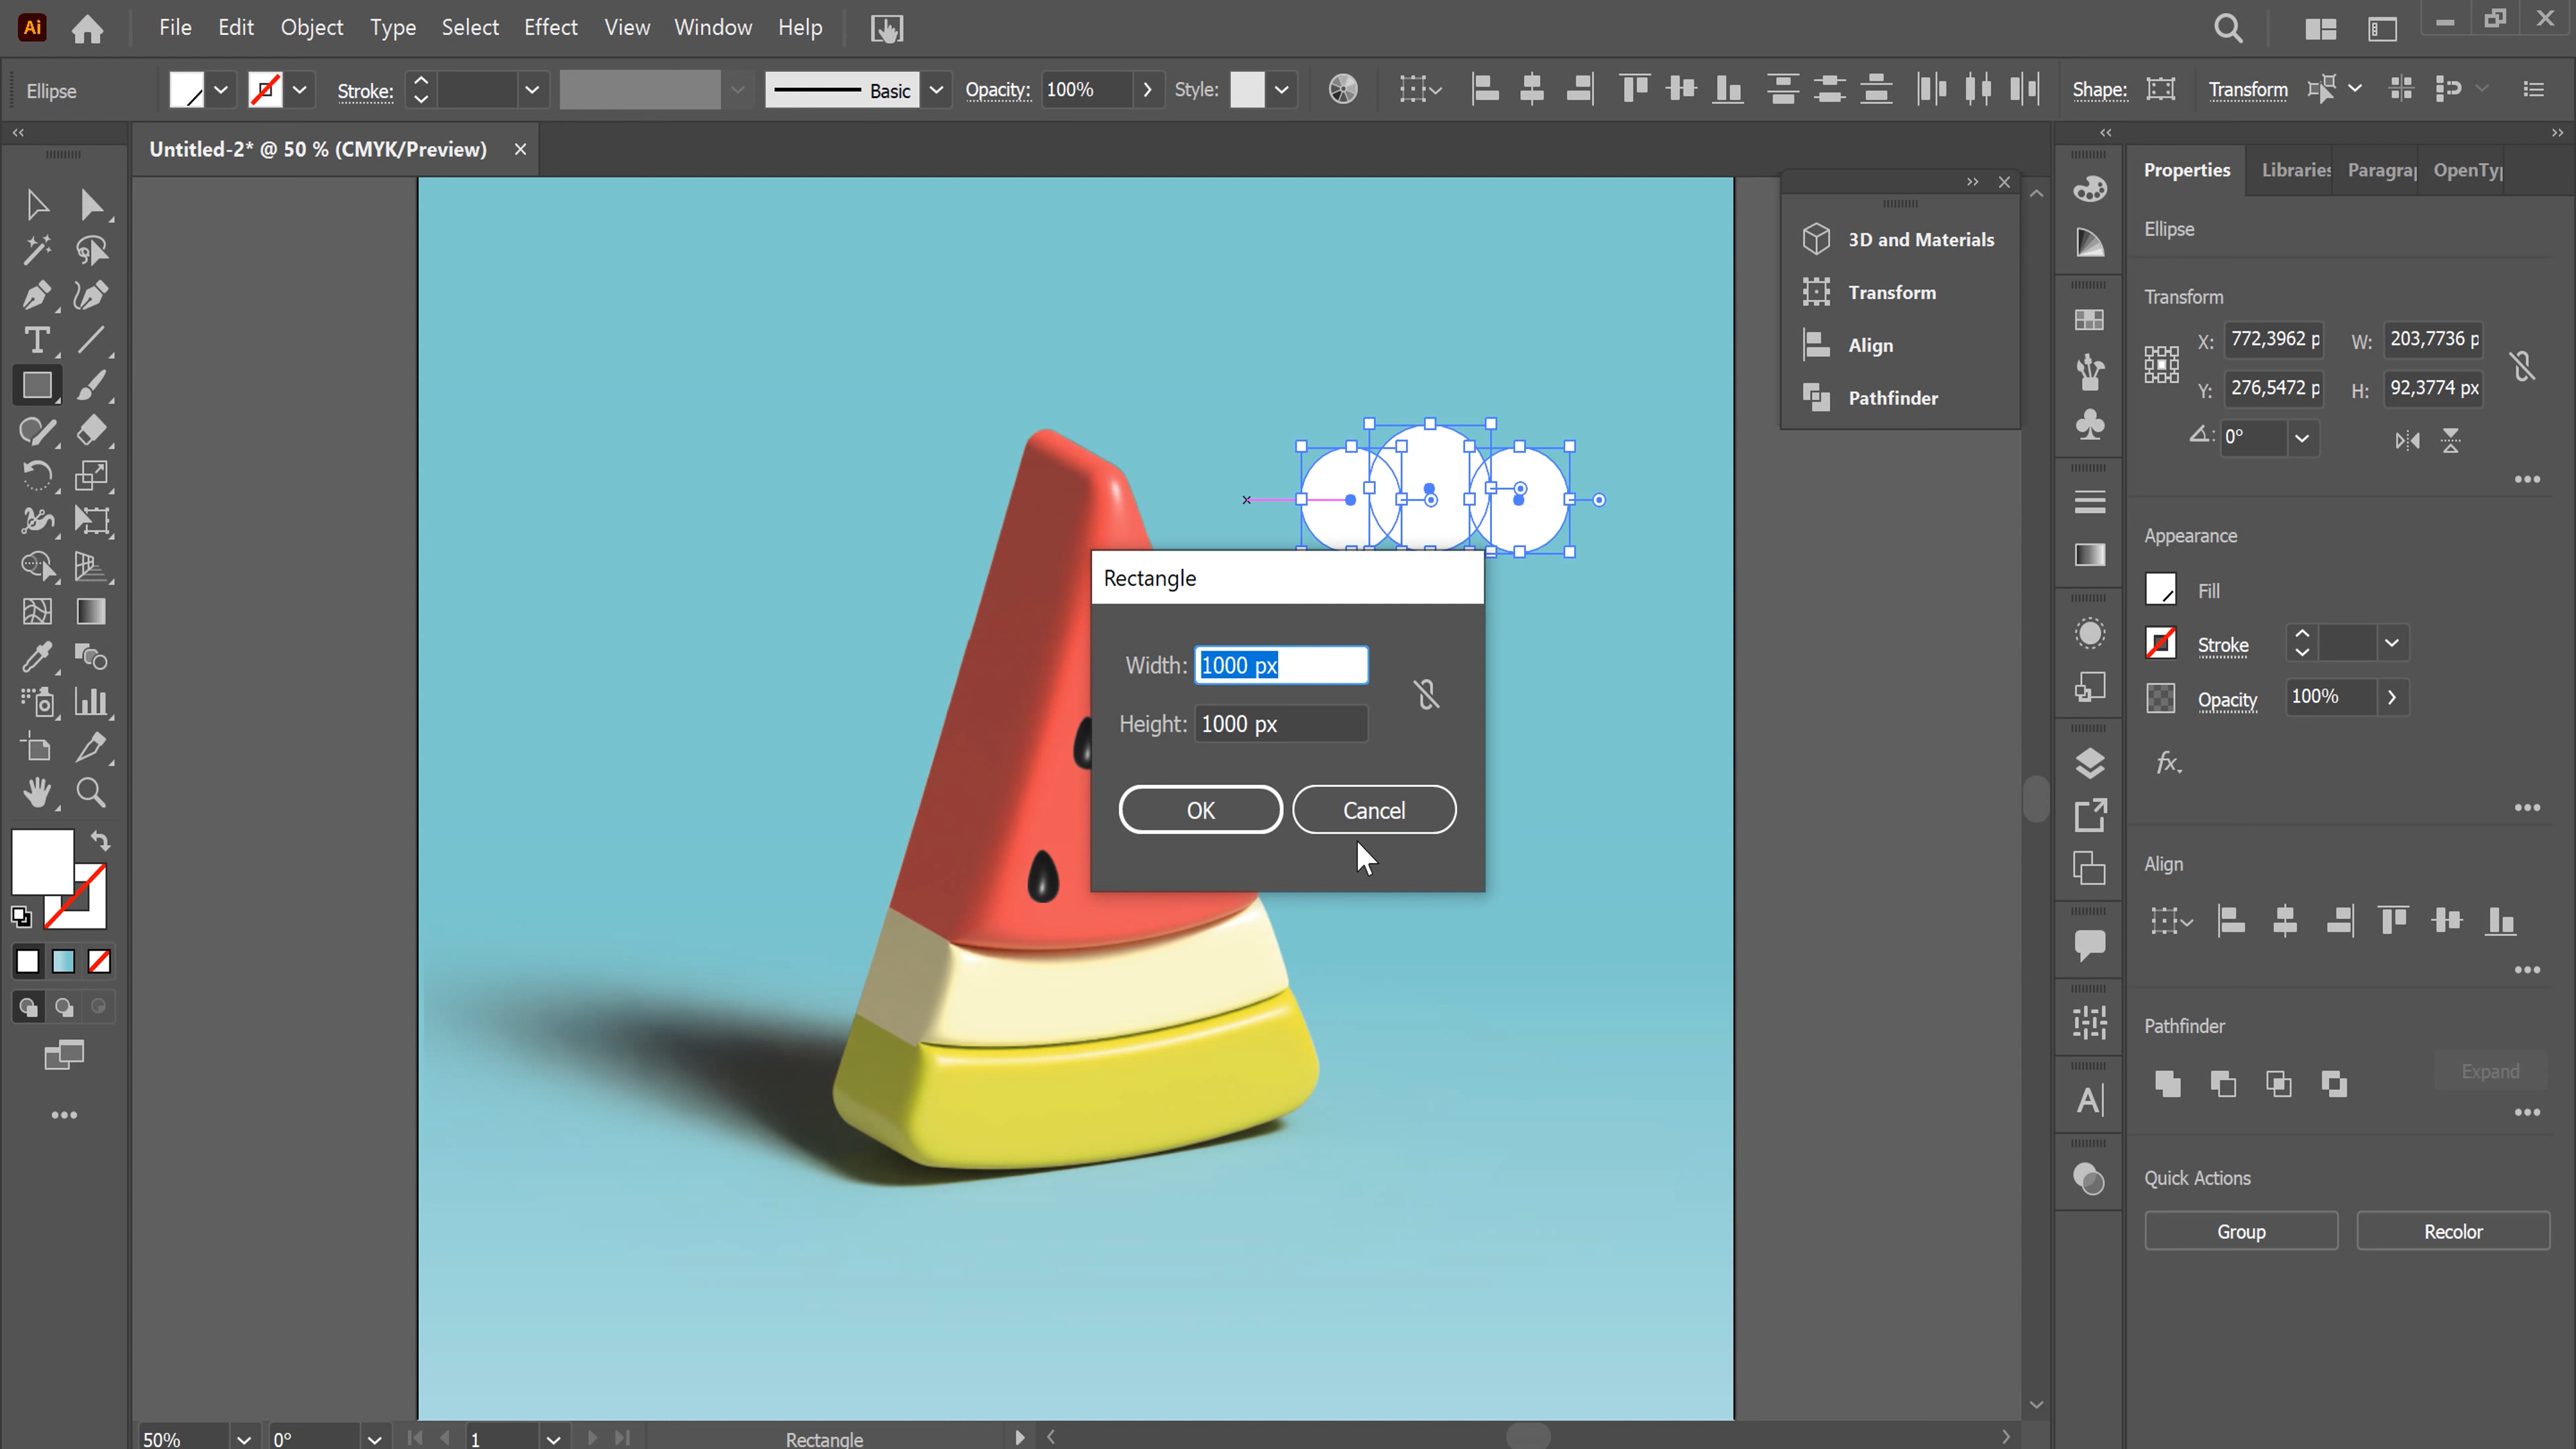 Ai File Edit Object Type Select Effect View Window Help
Ellipse Stroke: Basic Opacity: 100% Style: Shape: Transform
Untitled-2* @ 50 % (CMYK/Preview)
3D and Materials
Transform
Align
Pathfinder
Rectangle
Width: 1000 px
Height: 1000 px
OK Cancel
Properties Libraries Paragra OpenTy
Ellipse
Transform
X: 772,3962 p W: 203,7736 p
Y: 276,5472 p H: 92,3774 px
0°
Appearance
Fill
Stroke
Opacity 100%
fx
Align
Pathfinder
Expand
Quick Actions
Group Recolor
50% 0° 1 Rectangle